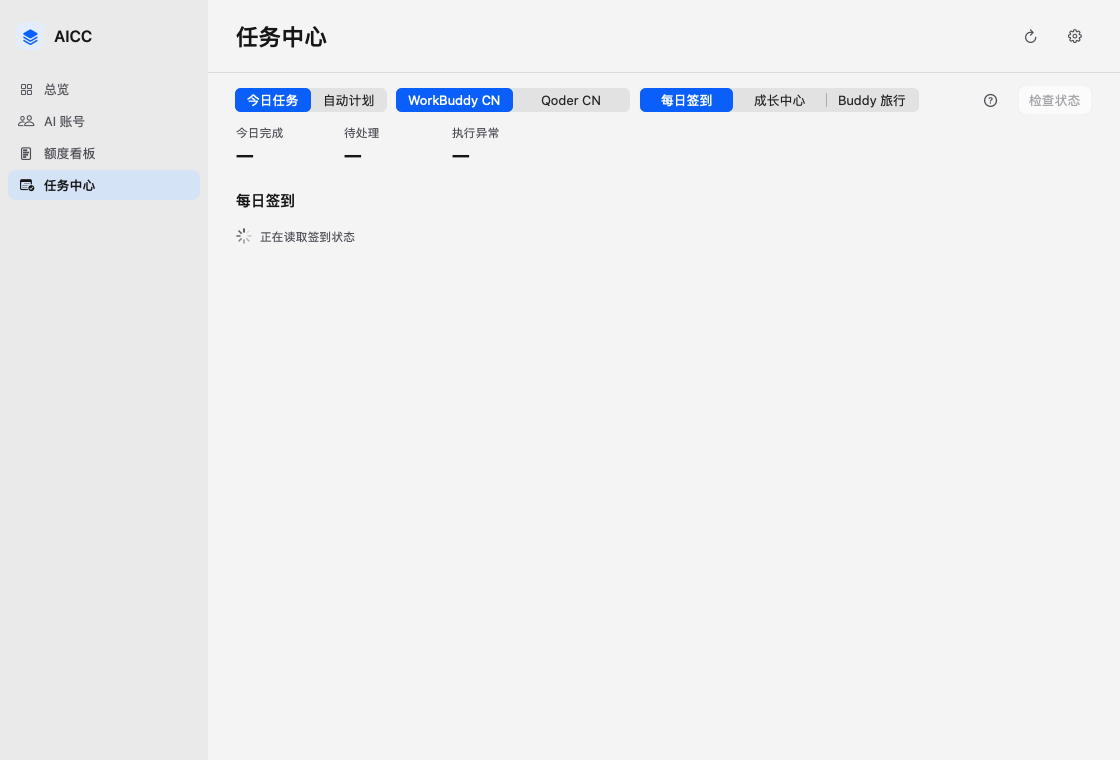 AICC
总览
AI 账号
额度看板
任务中心
任务中心
今日任务 自动计划 WorkBuddy CN Qoder CN 每日签到 成长中心 Buddy 旅行 检查状态
今日完成 待处理 执行异常
— — —
每日签到
正在读取签到状态